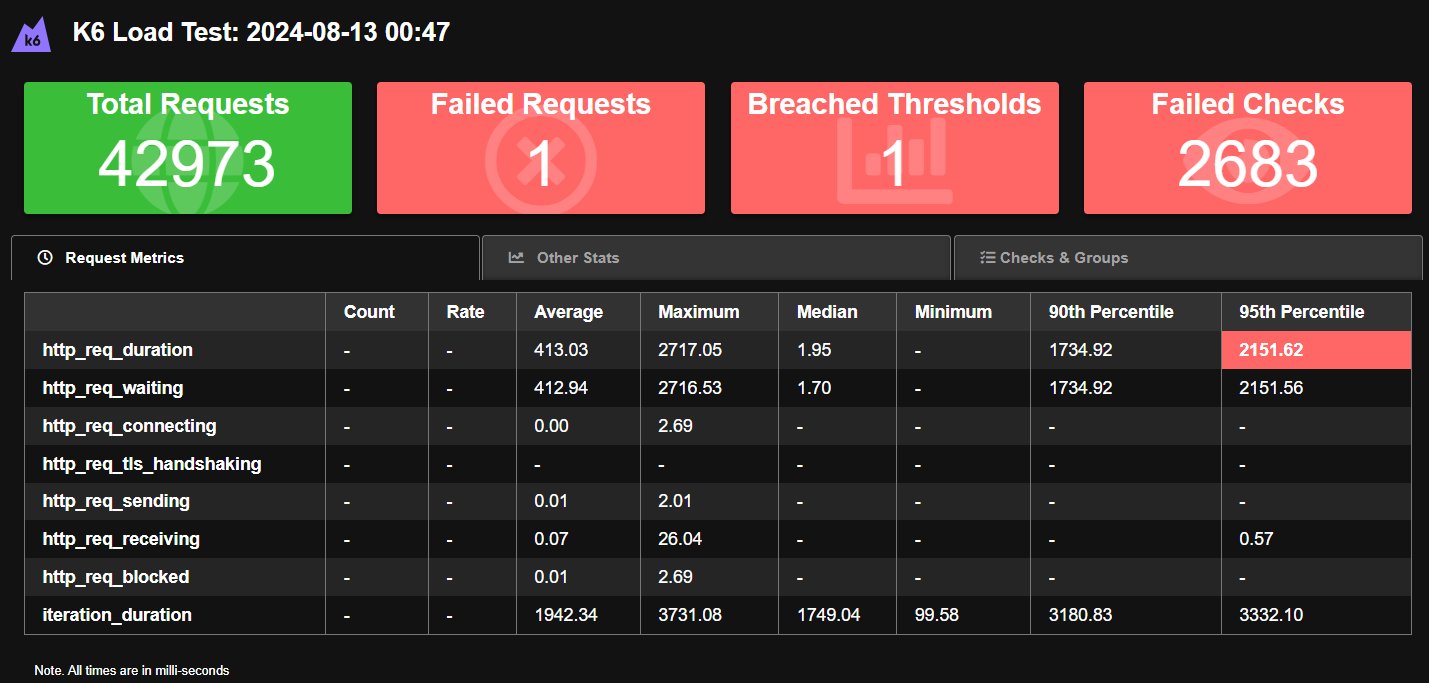 k6 K6 Load Test: 2024-08-13 00:47
Total Requests Failed Requests Breached Thresholds Failed Checks
42973 1 1 2683
Request Metrics Other Stats Checks & Groups
Count Rate Average Maximum Median Minimum 90th Percentile 95th Percentile
http_req_duration - - 413.03 2717.05 1.95 - 1734.92 2151.62
http_req_waiting - - 412.94 2716.53 1.70 - 1734.92 2151.56
http_req_connecting - - 0.00 2.69 - - - -
http_req_tls_handshaking - - - - - - - -
http_req_sending - - 0.01 2.01 - - - -
http_req_receiving - - 0.07 26.04 - - - 0.57
http_req_blocked - - 0.01 2.69 - - - -
iteration_duration - - 1942.34 3731.08 1749.04 99.58 3180.83 3332.10
Note. All times are in milli-seconds